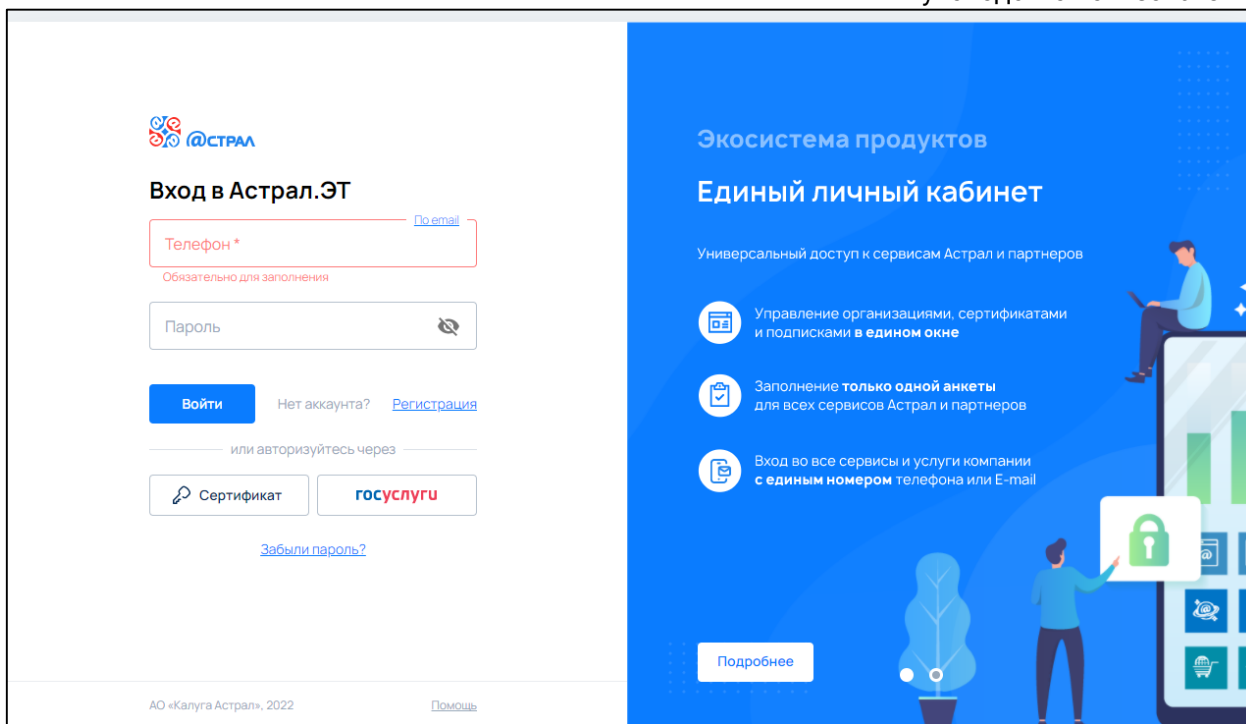 @СТРАЛ
Вход в Астрал.ЭТ
По email
Телефон *
Обязательно для заполнения
Пароль
Войти
Нет аккаунта? Регистрация
или авторизуйтесь через
Сертификат
госуслуги
Забыли пароль?
АО «Калуга Астрал», 2022
Помощь
Экосистема продуктов
Единый личный кабинет
Универсальный доступ к сервисам Астрал и партнеров
Управление организациями, сертификатами
и подписками в едином окне
Заполнение только одной анкеты
для всех сервисов Астрал и партнеров
Вход во все сервисы и услуги компании
с единым номером телефона или E-mail
Подробнее